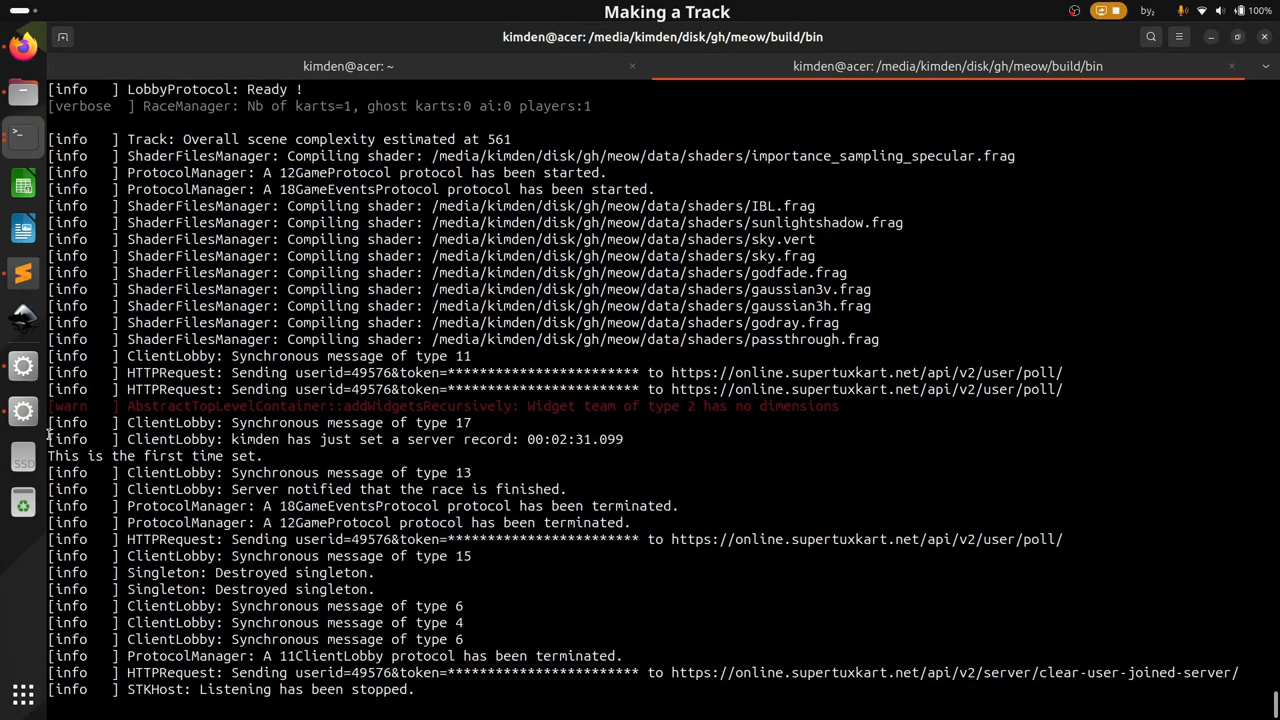 Making a Track
by₂
100%
kimden@acer: /media/kimden/disk/gh/meow/build/bin
kimden@acer: ~
kimden@acer: /media/kimden/disk/gh/meow/build/bin
[info   ] LobbyProtocol: Ready !
[verbose  ] RaceManager: Nb of karts=1, ghost karts:0 ai:0 players:1
[info   ] Track: Overall scene complexity estimated at 561
[info   ] ShaderFilesManager: Compiling shader: /media/kimden/disk/gh/meow/data/shaders/importance_sampling_specular.frag
[info   ] ProtocolManager: A 12GameProtocol protocol has been started.
[info   ] ProtocolManager: A 18GameEventsProtocol protocol has been started.
[info   ] ShaderFilesManager: Compiling shader: /media/kimden/disk/gh/meow/data/shaders/IBL.frag
[info   ] ShaderFilesManager: Compiling shader: /media/kimden/disk/gh/meow/data/shaders/sunlightshadow.frag
[info   ] ShaderFilesManager: Compiling shader: /media/kimden/disk/gh/meow/data/shaders/sky.vert
[info   ] ShaderFilesManager: Compiling shader: /media/kimden/disk/gh/meow/data/shaders/sky.frag
[info   ] ShaderFilesManager: Compiling shader: /media/kimden/disk/gh/meow/data/shaders/godfade.frag
[info   ] ShaderFilesManager: Compiling shader: /media/kimden/disk/gh/meow/data/shaders/gaussian3v.frag
[info   ] ShaderFilesManager: Compiling shader: /media/kimden/disk/gh/meow/data/shaders/gaussian3h.frag
[info   ] ShaderFilesManager: Compiling shader: /media/kimden/disk/gh/meow/data/shaders/godray.frag
[info   ] ShaderFilesManager: Compiling shader: /media/kimden/disk/gh/meow/data/shaders/passthrough.frag
[info   ] ClientLobby: Synchronous message of type 11
[info   ] HTTPRequest: Sending userid=49576&token=************************ to https://online.supertuxkart.net/api/v2/user/poll/
[info   ] HTTPRequest: Sending userid=49576&token=************************ to https://online.supertuxkart.net/api/v2/user/poll/
[warn   ] AbstractTopLevelContainer::addWidgetsRecursively: Widget team of type 2 has no dimensions
[info   ] ClientLobby: Synchronous message of type 17
[info   ] ClientLobby: kimden has just set a server record: 00:02:31.099
This is the first time set.
[info   ] ClientLobby: Synchronous message of type 13
[info   ] ClientLobby: Server notified that the race is finished.
[info   ] ProtocolManager: A 18GameEventsProtocol protocol has been terminated.
[info   ] ProtocolManager: A 12GameProtocol protocol has been terminated.
[info   ] HTTPRequest: Sending userid=49576&token=************************ to https://online.supertuxkart.net/api/v2/user/poll/
[info   ] ClientLobby: Synchronous message of type 15
[info   ] Singleton: Destroyed singleton.
[info   ] Singleton: Destroyed singleton.
[info   ] ClientLobby: Synchronous message of type 6
[info   ] ClientLobby: Synchronous message of type 4
[info   ] ClientLobby: Synchronous message of type 6
[info   ] ProtocolManager: A 11ClientLobby protocol has been terminated.
[info   ] HTTPRequest: Sending userid=49576&token=************************ to https://online.supertuxkart.net/api/v2/server/clear-user-joined-server/
[info   ] STKHost: Listening has been stopped.
SSD